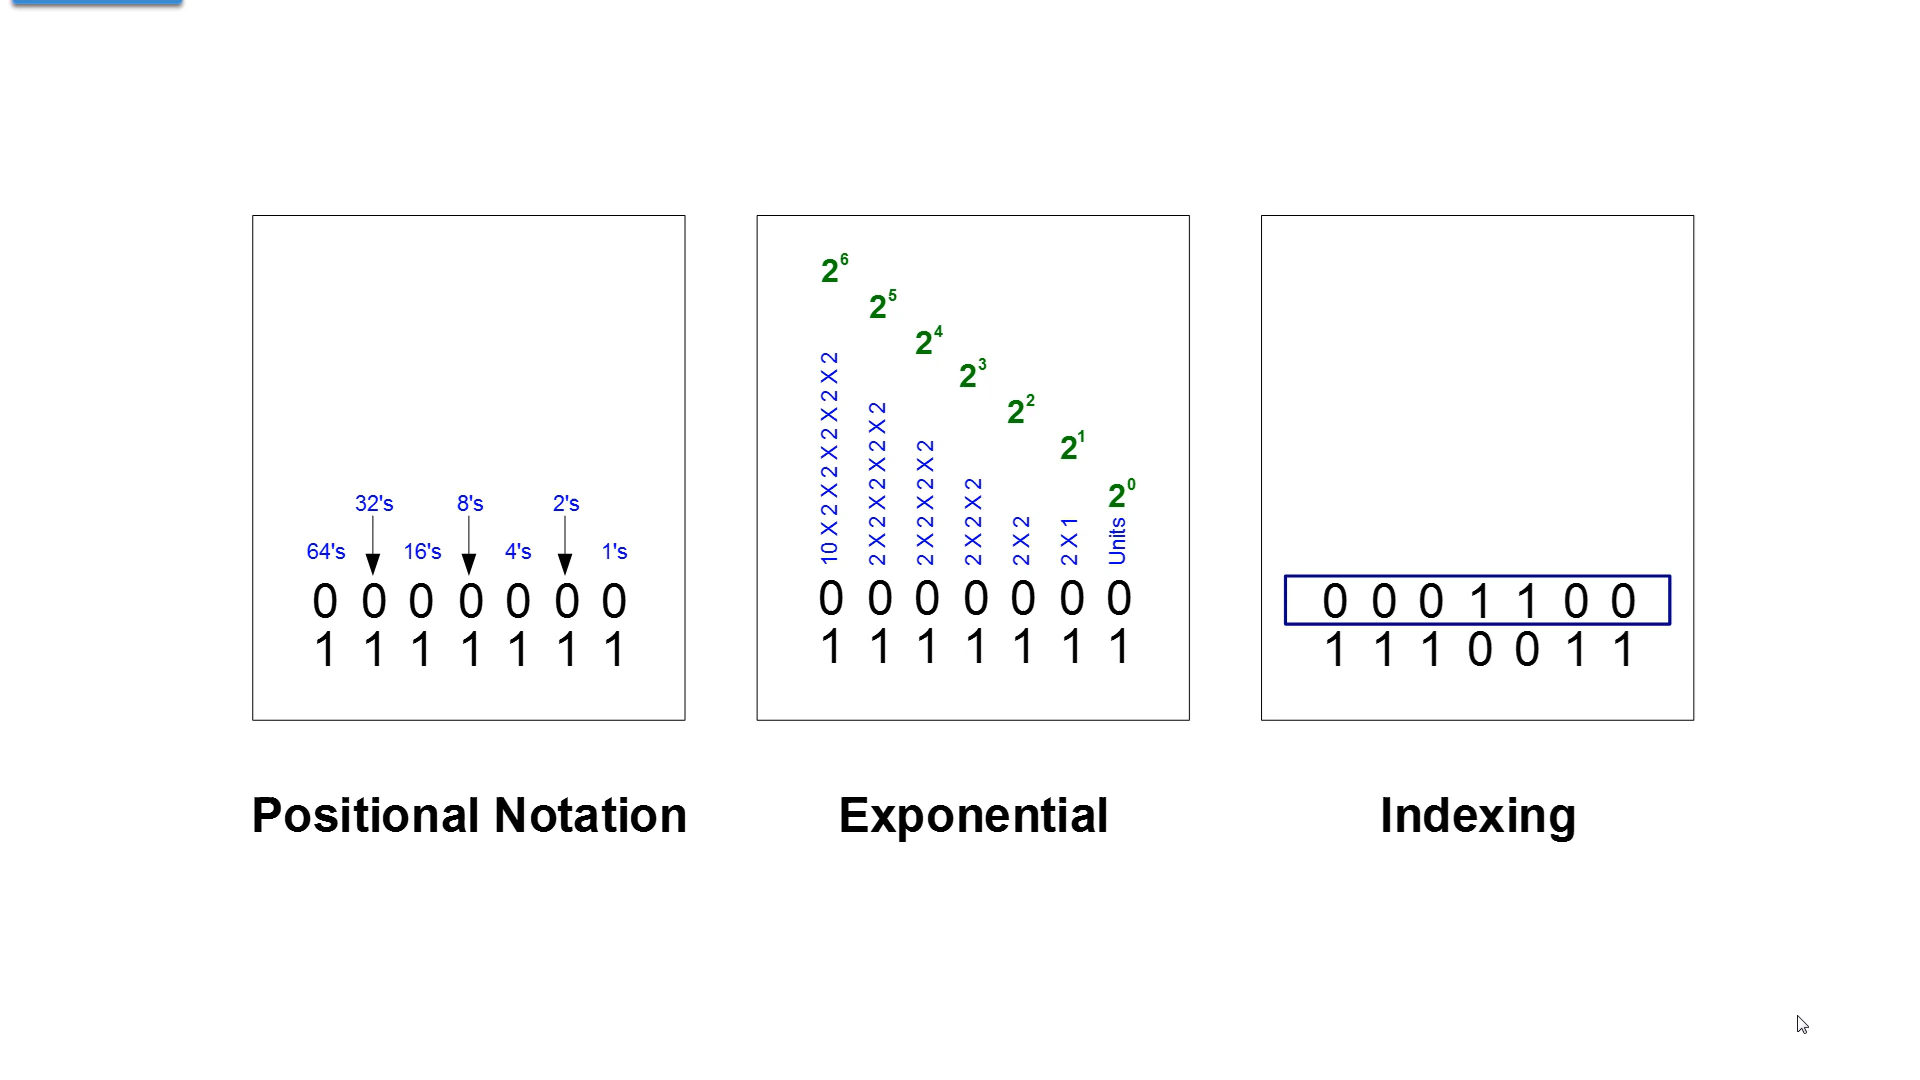 32's 8's 2's
64's 16's 4's 1's
0 0 0 0 0 0 0
1 1 1 1 1 1 1
Positional Notation
2⁶
2⁵
2⁴
2³
2²
2¹
2⁰
10 X 2 X 2 X 2 X 2 X 2
2 X 2 X 2 X 2 X 2
2 X 2 X 2 X 2
2 X 2 X 2
2 X 2
2 X 1
Units
0 0 0 0 0 0 0
1 1 1 1 1 1 1
Exponential
0 0 0 1 1 0 0
1 1 1 0 0 1 1
Indexing